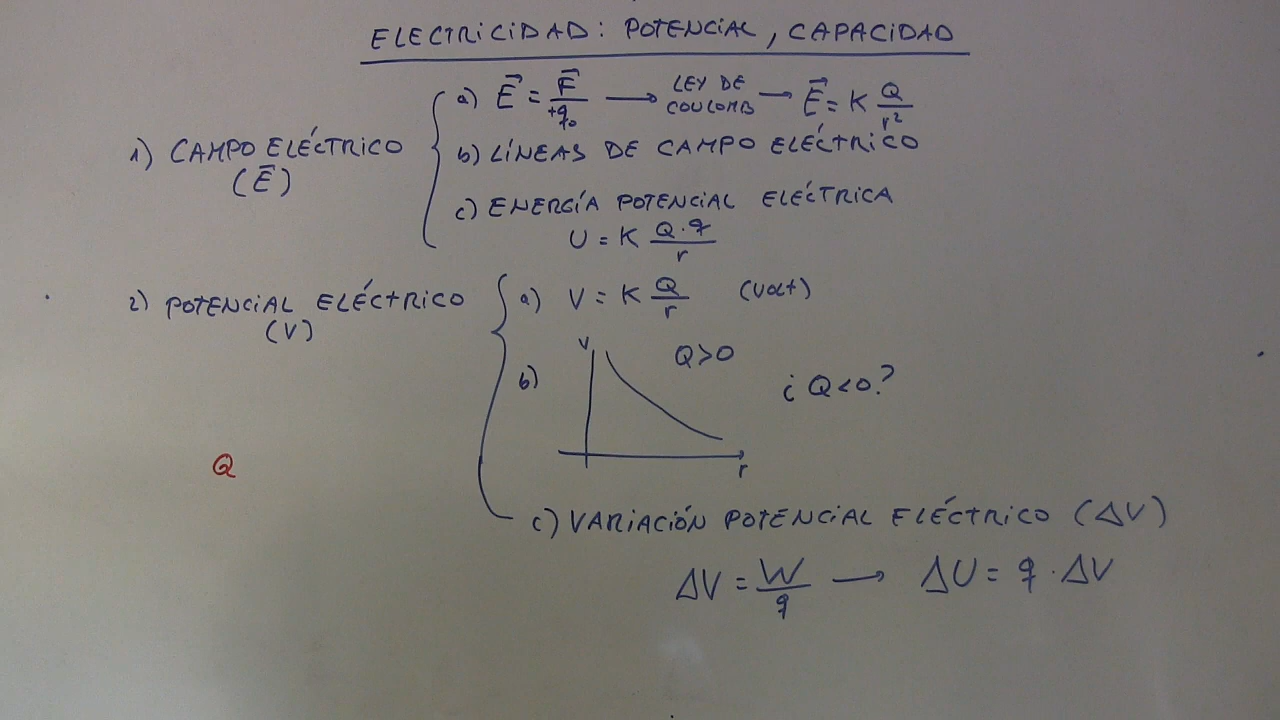 ELECTRICIDAD: POTENCIAL, CAPACIDAD
1) CAMPO ELÉCTRICO
(E⃗)
a) E⃗ = F⃗/+q₀ → LEY DE COULOMB → E⃗ = K Q/r²
b) LÍNEAS DE CAMPO ELÉCTRICO
c) ENERGÍA POTENCIAL ELÉCTRICA
U = K Q·q/r
2) POTENCIAL ELÉCTRICO
(V)
a) V = K Q/r (VOLT)
b)
V
Q>0
¿Q<0?
r
Q
c) VARIACIÓN POTENCIAL ELÉCTRICO (ΔV)
ΔV = W/q → ΔU = q·ΔV